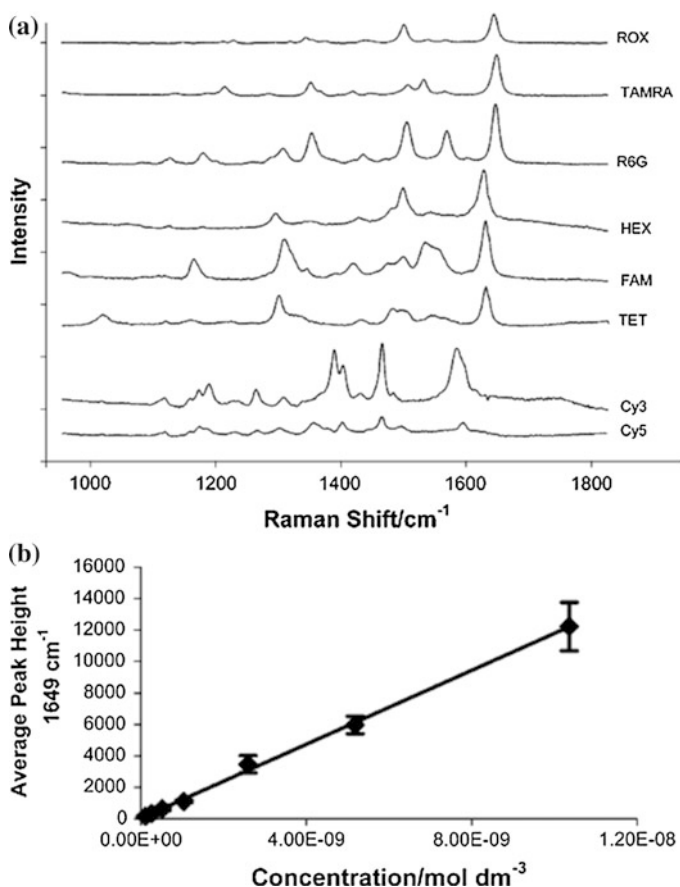 (a)
Intensity
ROX
TAMRA
R6G
HEX
FAM
TET
Cy3
Cy5
1000 1200 1400 1600 1800
Raman Shift/cm⁻¹
(b)
Average Peak Height
1649 cm⁻¹
16000
14000
12000
10000
8000
6000
4000
2000
0
0.00E+00 4.00E-09 8.00E-09 1.20E-08
Concentration/mol dm⁻³